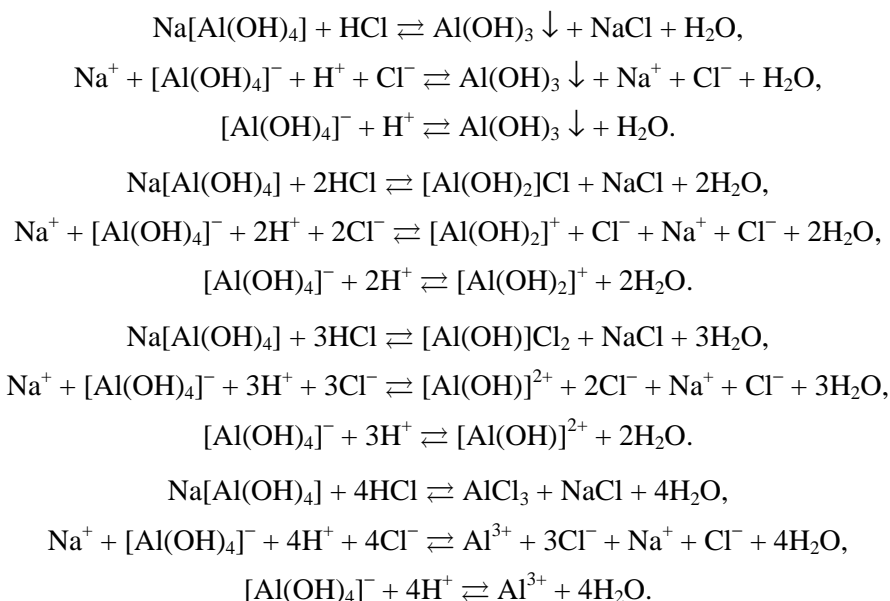 Na[Al(OH)₄] + HCl ⇄ Al(OH)₃ ↓ + NaCl + H₂O,
Na⁺ + [Al(OH)₄]⁻ + H⁺ + Cl⁻ ⇄ Al(OH)₃ ↓ + Na⁺ + Cl⁻ + H₂O,
[Al(OH)₄]⁻ + H⁺ ⇄ Al(OH)₃ ↓ + H₂O.
Na[Al(OH)₄] + 2HCl ⇄ [Al(OH)₂]Cl + NaCl + 2H₂O,
Na⁺ + [Al(OH)₄]⁻ + 2H⁺ + 2Cl⁻ ⇄ [Al(OH)₂]⁺ + Cl⁻ + Na⁺ + Cl⁻ + 2H₂O,
[Al(OH)₄]⁻ + 2H⁺ ⇄ [Al(OH)₂]⁺ + 2H₂O.
Na[Al(OH)₄] + 3HCl ⇄ [Al(OH)]Cl₂ + NaCl + 3H₂O,
Na⁺ + [Al(OH)₄]⁻ + 3H⁺ + 3Cl⁻ ⇄ [Al(OH)]²⁺ + 2Cl⁻ + Na⁺ + Cl⁻ + 3H₂O,
[Al(OH)₄]⁻ + 3H⁺ ⇄ [Al(OH)]²⁺ + 2H₂O.
Na[Al(OH)₄] + 4HCl ⇄ AlCl₃ + NaCl + 4H₂O,
Na⁺ + [Al(OH)₄]⁻ + 4H⁺ + 4Cl⁻ ⇄ Al³⁺ + 3Cl⁻ + Na⁺ + Cl⁻ + 4H₂O,
[Al(OH)₄]⁻ + 4H⁺ ⇄ Al³⁺ + 4H₂O.